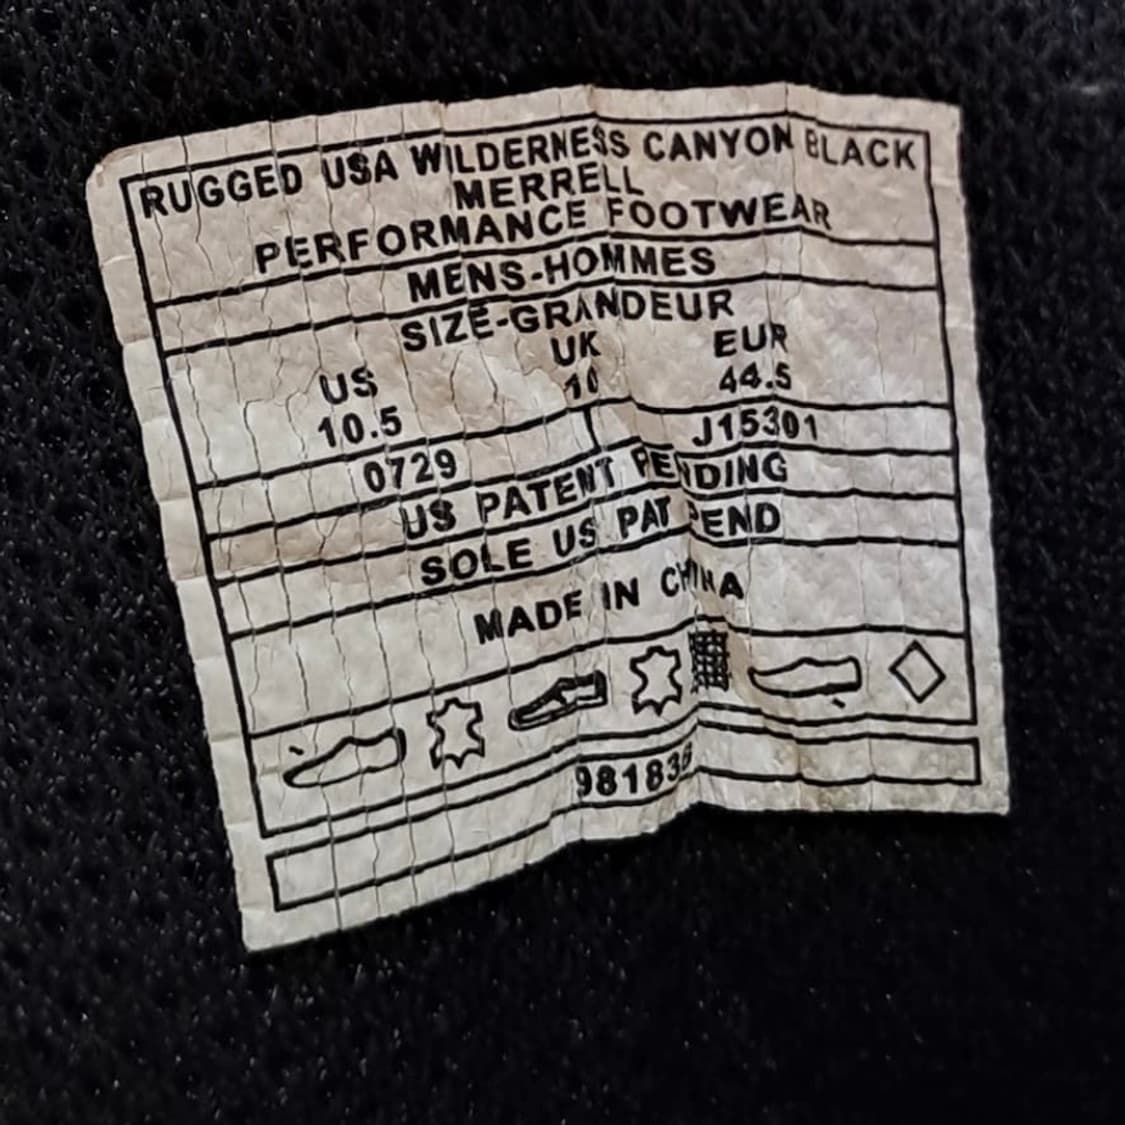 RUGGED USA WILDERNESS CANYON BLACK
MERRELL
PERFORMANCE FOOTWEAR
MENS-HOMMES
SIZE-GRANDEUR
US UK EUR
10.5 10 44.5
0729 J15301
US PATENT PENDING
SOLE US PAT PEND
MADE IN CHINA